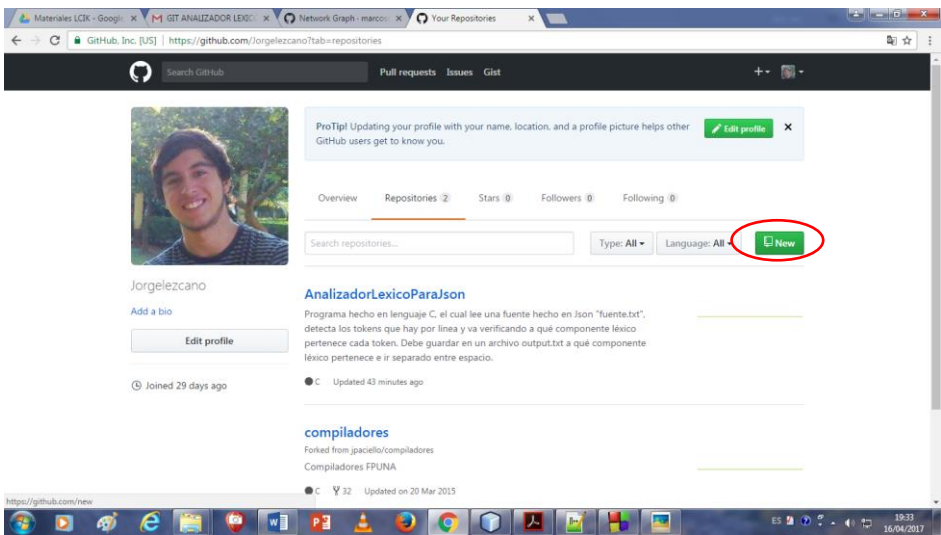 Materiales LCIK - Google
GIT ANALIZADOR LEXIC
Network Graph - marcos
Your Repositories
GitHub, Inc. [US] | https://github.com/Jorgelezcano?tab=repositories
Search GitHub
Pull requests Issues Gist
ProTip! Updating your profile with your name, location, and a profile picture helps other
GitHub users get to know you.
Edit profile
Overview Repositories 2 Stars 0 Followers 0 Following 0
Search repositories...
Type: All
Language: All
New
Jorgelezcano
Add a bio
Edit profile
Joined 29 days ago
AnalizadorLexicoParaJson
Programa hecho en lenguaje C, el cual lee una fuente hecho en Json "fuente.txt",
detecta los tokens que hay por linea y va verificando a qué componente léxico
pertenece cada token. Debe guardar en un archivo output.txt a qué componente
léxico pertenece e ir separado entre espacio.
C Updated 43 minutes ago
compiladores
Forked from jpaciello/compiladores
Compiladores FPUNA
C 32 Updated on 20 Mar 2015
https://github.com/new
ES
19:33
16/04/2017